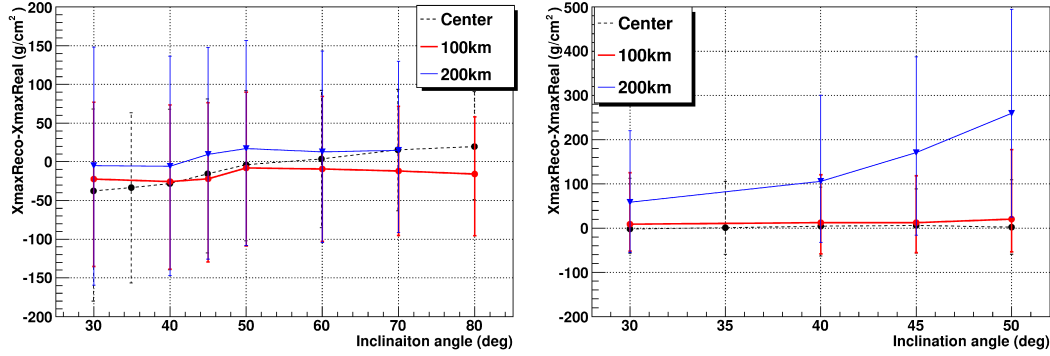 XmaxReco-XmaxReal (g/cm²)
200
150
100
50
0
-50
-100
-150
-200
30
40
50
60
70
80
Inclinaiton angle (deg)
Center
100km
200km
XmaxReco-XmaxReal (g/cm²)
500
400
300
200
100
0
-100
-200
30
35
40
45
50
Inclination angle (deg)
Center
100km
200km